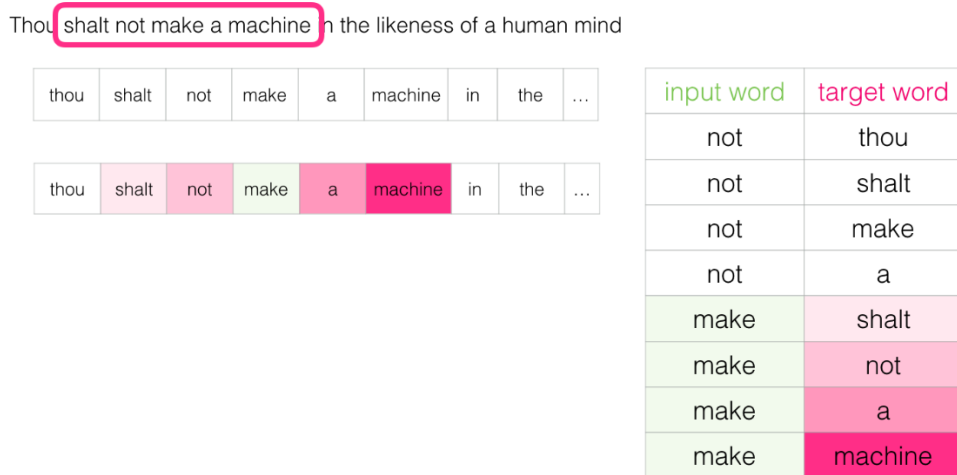 Thou shalt not make a machine in the likeness of a human mind
thou shalt not make a machine in the ...
thou shalt not make a machine in the ...
input word target word
not thou
not shalt
not make
not a
make shalt
make not
make a
make machine